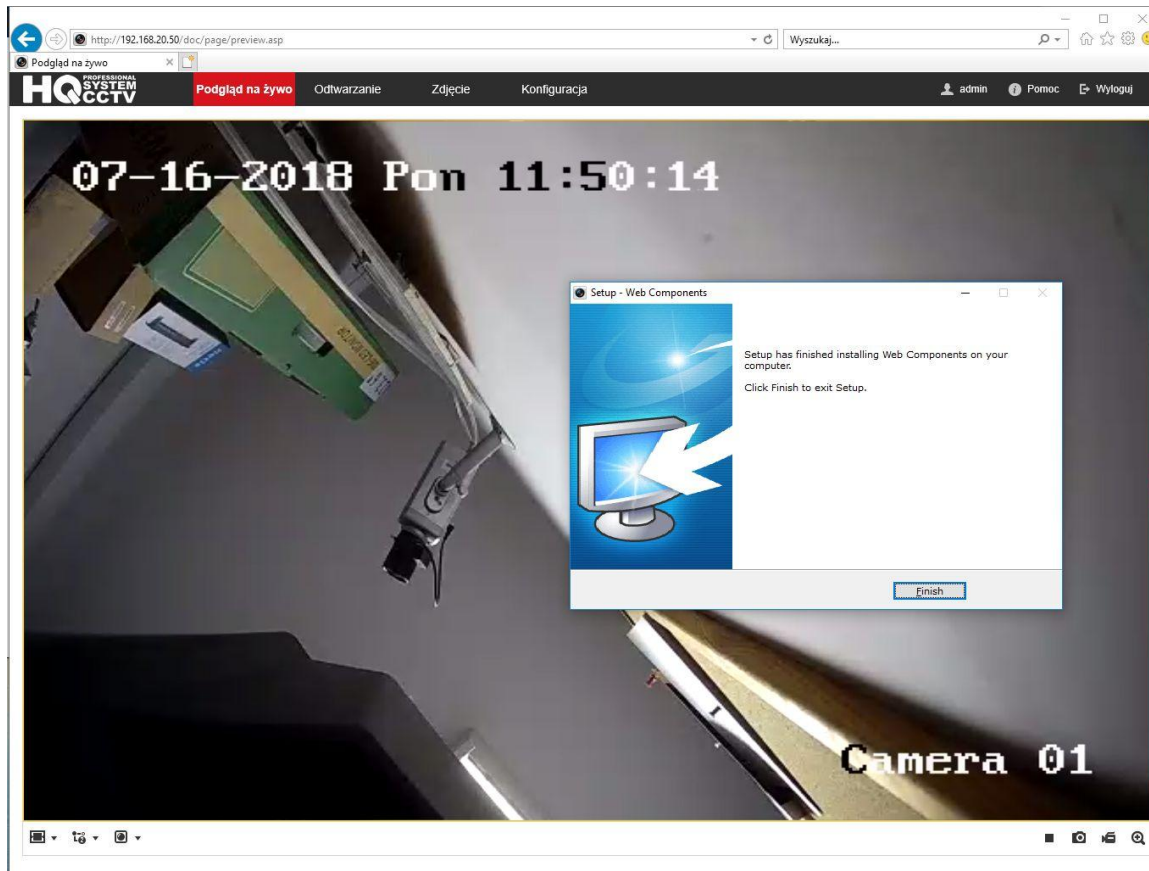 http://192.168.20.50/doc/page/preview.asp
Wyszukaj...
Podgląd na żywo
HQ PROFESSIONAL SYSTEM CCTV
Podgląd na żywo Odtwarzanie Zdjęcie Konfiguracja admin Pomoc Wyloguj
07-16-2018 Pon 11:50:14
Setup - Web Components
Setup has finished installing Web Components on your
computer.
Click Finish to exit Setup.
Finish
Camera 01